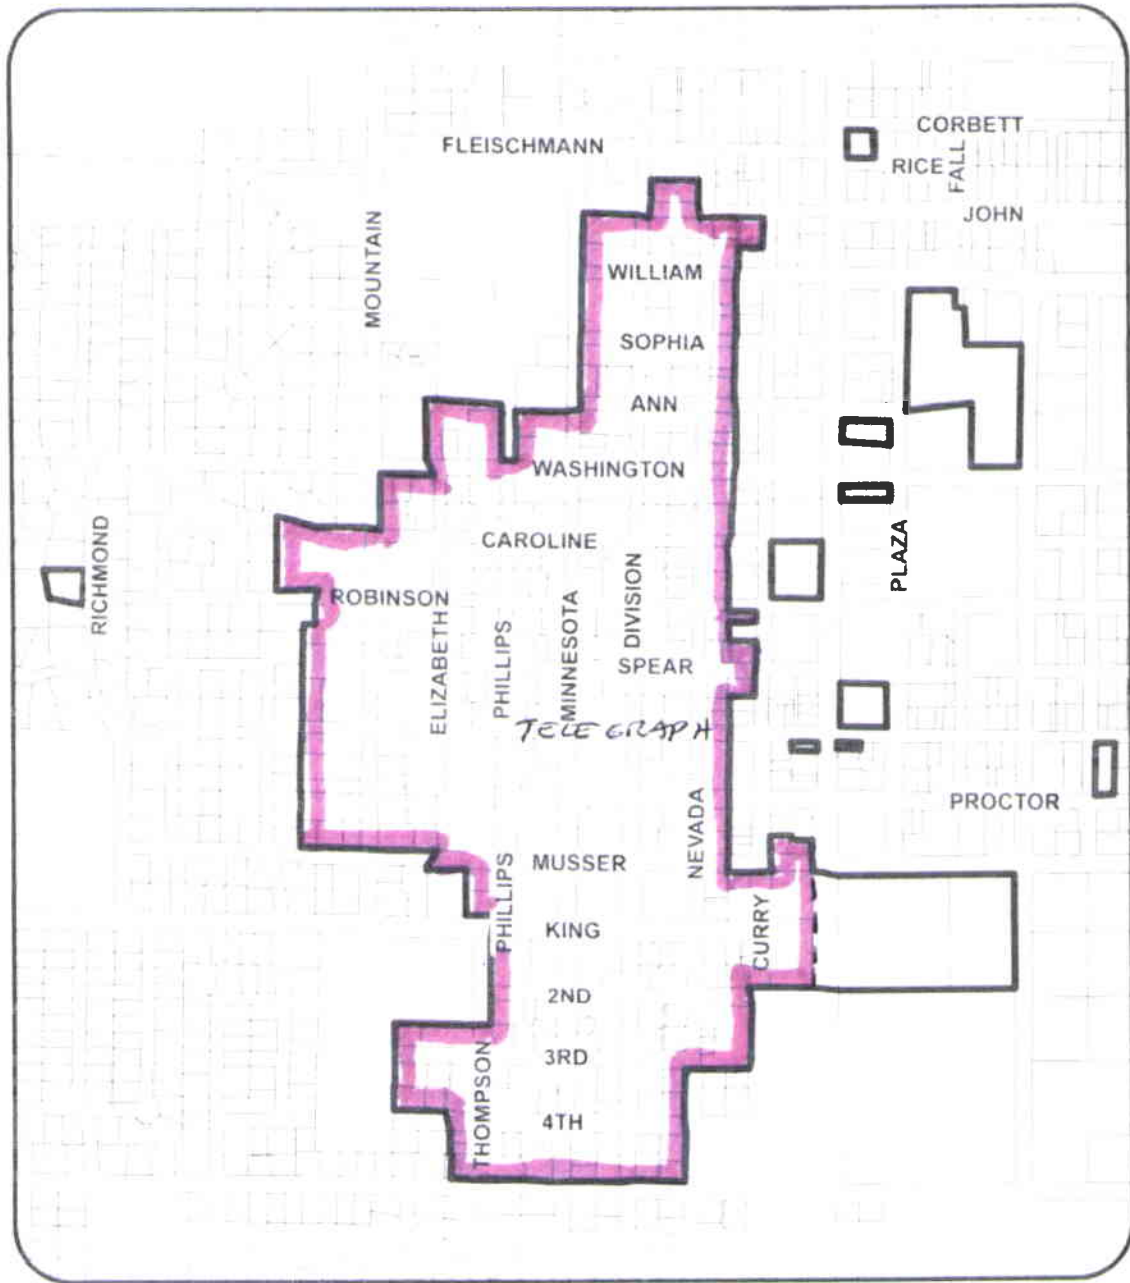 CORBETT
FLEISCHMANN
RICE
FALL
JOHN
MOUNTAIN
WILLIAM
SOPHIA
ANN
WASHINGTON
CAROLINE
RICHMOND
PLAZA
ROBINSON
ELIZABETH
PHILLIPS
MINNESOTA
DIVISION
SPEAR
TELEGRAPH
PROCTOR
NEVADA
MUSSER
PHILLIPS
KING
CURRY
2ND
3RD
THOMPSON
4TH